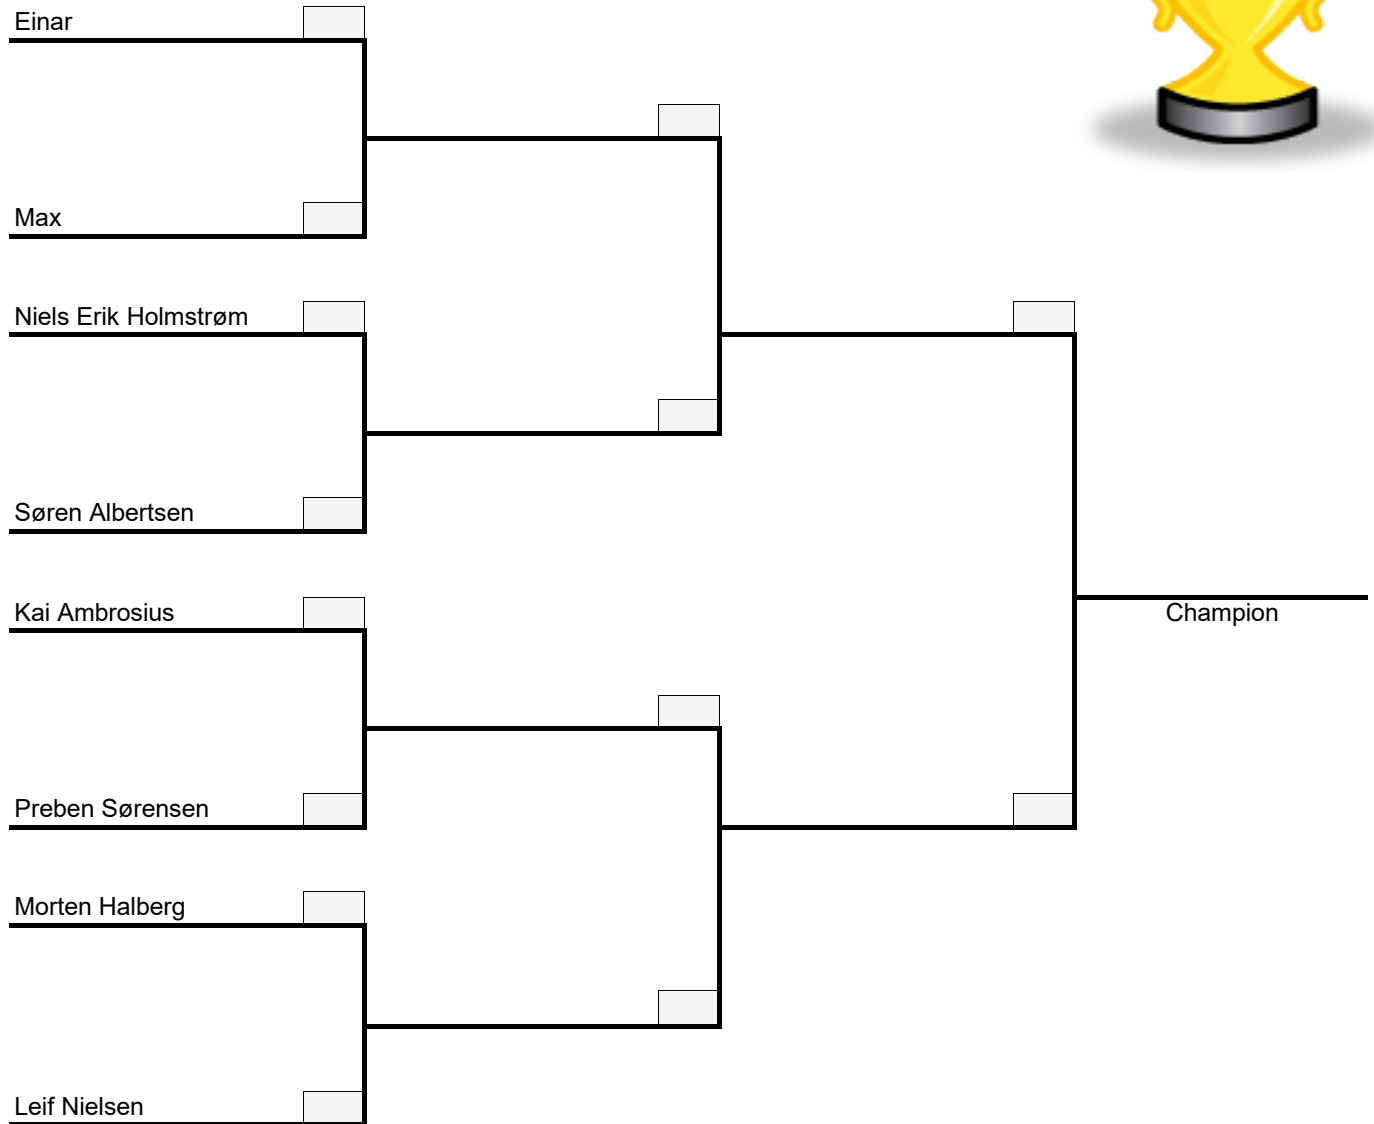 Einar
Max
Niels Erik Holmstrøm
Søren Albertsen
Kai Ambrosius
Champion
Preben Sørensen
Morten Halberg
Leif Nielsen